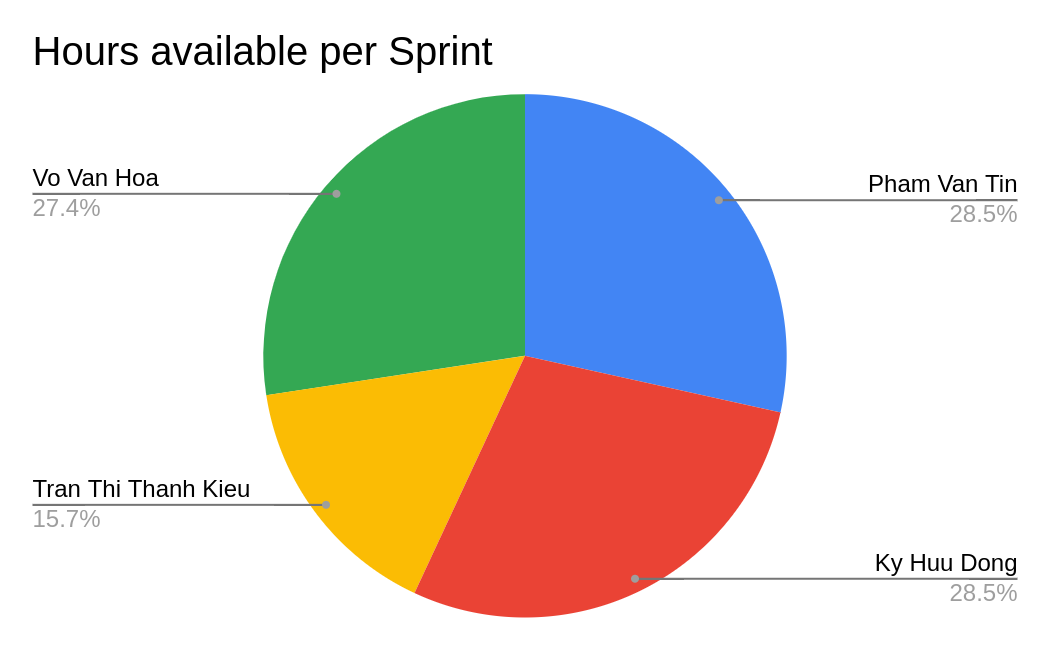 Hours available per Sprint
Vo Van Hoa
27.4%
Pham Van Tin
28.5%
Tran Thi Thanh Kieu
15.7%
Ky Huu Dong
28.5%